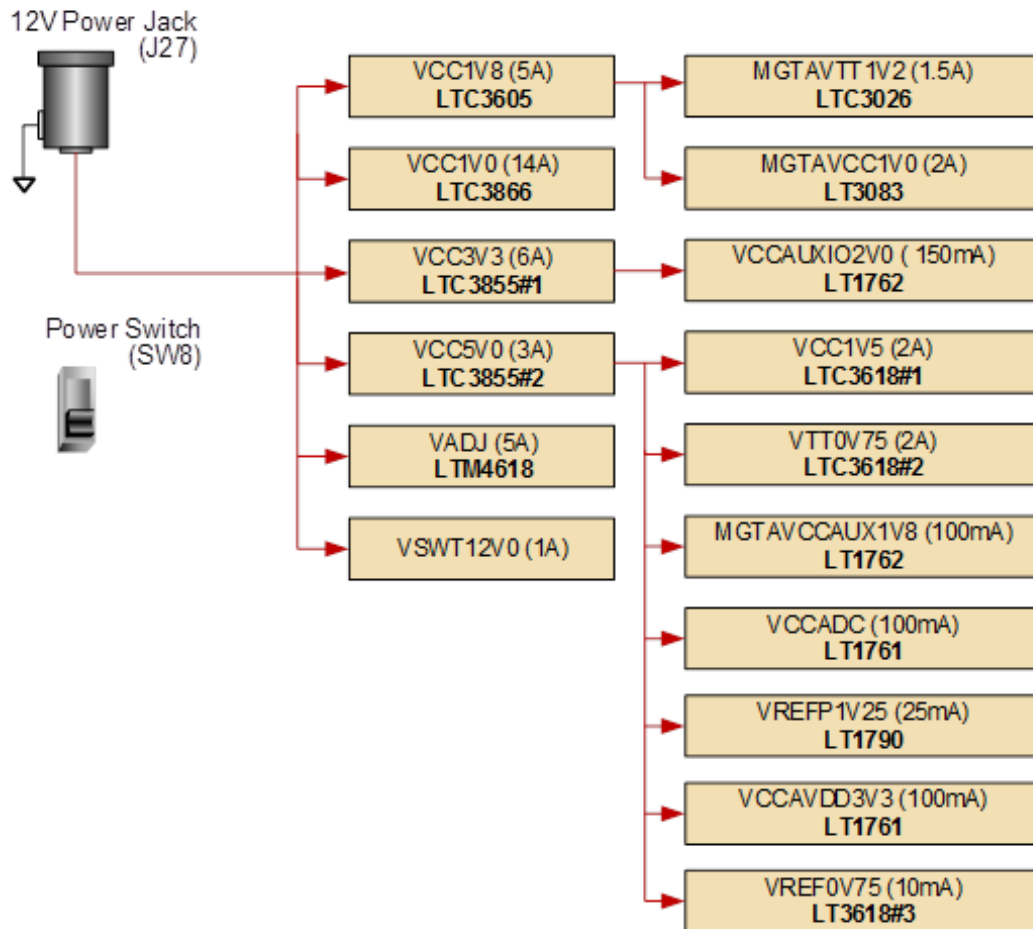 12V Power Jack
(J27)
Power Switch
(SW8)
VCC1V8 (5A)
LTC3605
VCC1V0 (14A)
LTC3866
VCC3V3 (6A)
LTC3855#1
VCC5V0 (3A)
LTC3855#2
VADJ (5A)
LTM4618
VSWT12V0 (1A)
MGTAVTT1V2 (1.5A)
LTC3026
MGTAVCC1V0 (2A)
LT3083
VCCAUXIO2V0 ( 150mA)
LT1762
VCC1V5 (2A)
LTC3618#1
VTT0V75 (2A)
LTC3618#2
MGTAVCCAUX1V8 (100mA)
LT1762
VCCADC (100mA)
LT1761
VREFP1V25 (25mA)
LT1790
VCCAVDD3V3 (100mA)
LT1761
VREF0V75 (10mA)
LT3618#3